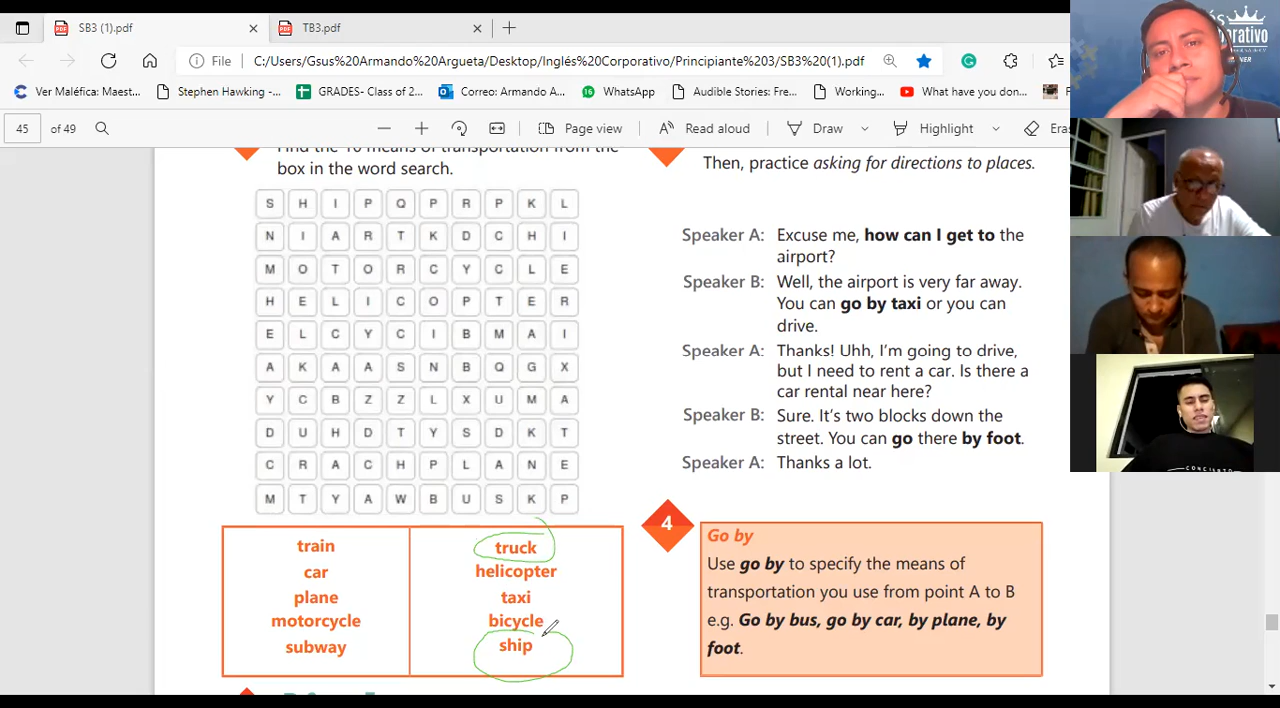 SB3 (1).pdf
TB3.pdf
File
C:/Users/Gsus%20Armando%20Argueta/Desktop/Inglés%20Corporativo/Principiante%203/SB3%20(1).pdf
Ver Maléfica: Maest...
Stephen Hawking -...
GRADES- Class of 2...
Correo: Armando A...
WhatsApp
Audible Stories: Fre...
Working...
What have you don...
45 of 49
Page view
Read aloud
Draw
Highlight
Eras
box in the word search.
S H I P Q P R P K L
N I A R T K D C H I
M O T O R C Y C L E
H E L I C O P T E R
E L C Y C I B M A I
A K A A S N B Q G X
Y C B Z Z L X U M A
D U H D T Y S D K T
C R A C H P L A N E
M T Y A W B U S K P
train
car
plane
motorcycle
subway
truck
helicopter
taxi
bicycle
ship
Then, practice asking for directions to places.
Speaker A: Excuse me, how can I get to the
airport?
Speaker B: Well, the airport is very far away.
You can go by taxi or you can
drive.
Speaker A: Thanks! Uhh, I'm going to drive,
but I need to rent a car. Is there a
car rental near here?
Speaker B: Sure. It's two blocks down the
street. You can go there by foot.
Speaker A: Thanks a lot.
4
Go by
Use go by to specify the means of
transportation you use from point A to B
e.g. Go by bus, go by car, by plane, by
foot.